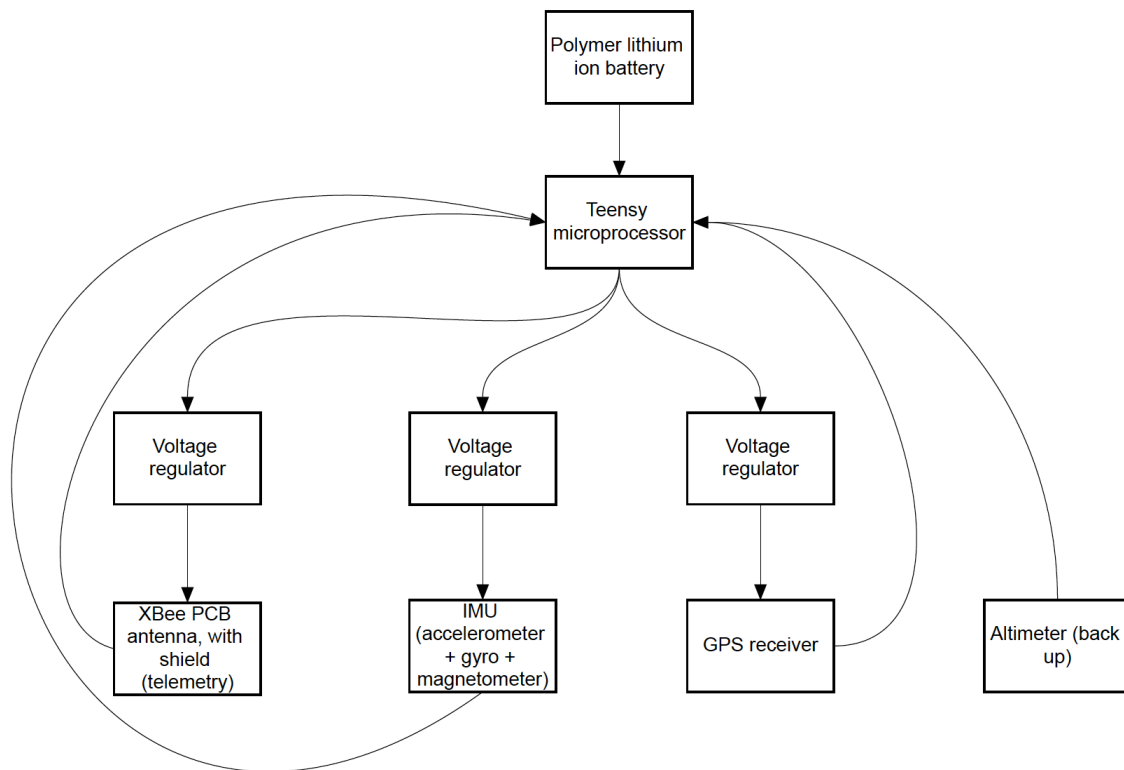 Polymer lithium
ion battery
Teensy
microprocessor
Voltage
regulator
Voltage
regulator
Voltage
regulator
XBee PCB
antenna, with
shield
(telemetry)
IMU
(accelerometer
+ gyro +
magnetometer)
GPS receiver
Altimeter (back
up)